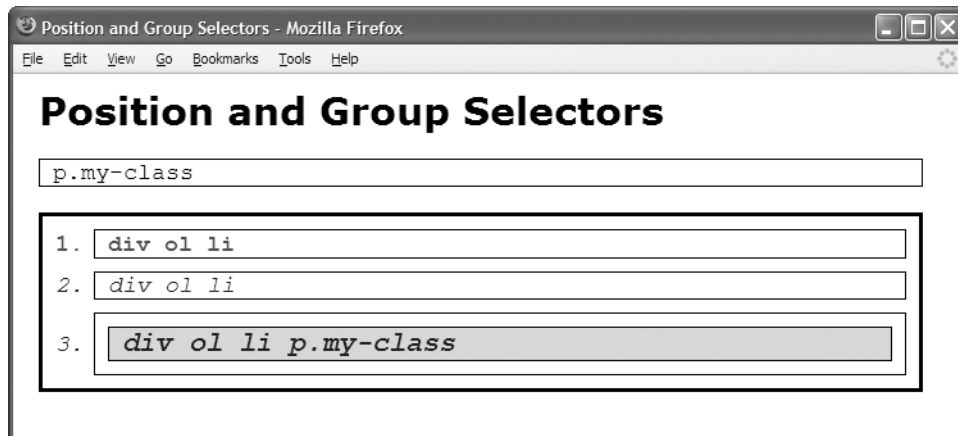 Position and Group Selectors - Mozilla Firefox
File Edit View Go Bookmarks Tools Help
Position and Group Selectors
p.my-class
1. div ol li
2. div ol li
3. div ol li p.my-class